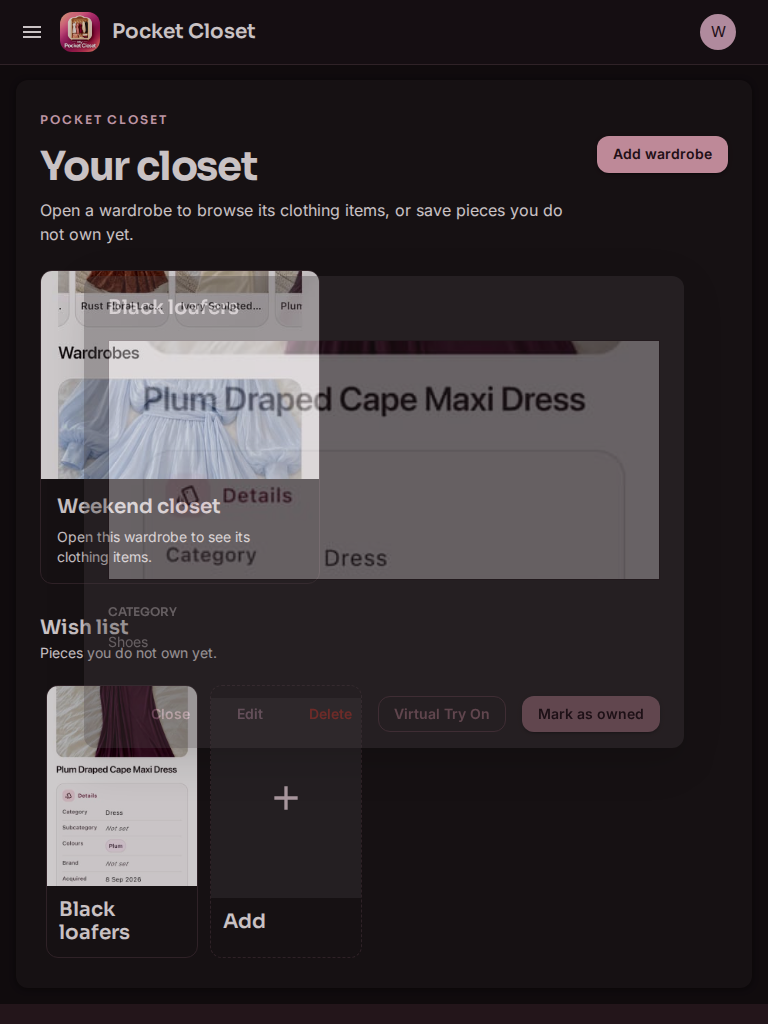 Pocket Closet
W
POCKET CLOSET
Your closet
Add wardrobe
Open a wardrobe to browse its clothing items, or save pieces you do
not own yet.
Rust Floral Lac...
Ivory Sculpted...
Plum
Black loafers
Wardrobes
Plum Draped Cape Maxi Dress
Details
Category
Dress
Weekend closet
Open this wardrobe to see its
clothing items.
CATEGORY
Shoes
Wish list
Pieces you do not own yet.
Close
Edit
Delete
Virtual Try On
Mark as owned
Plum Draped Cape Maxi Dress
Details
Category Dress
Subcategory Not set
Colours Plum
Brand Not set
Acquired 8 Sep 2026
Black
loafers
Add